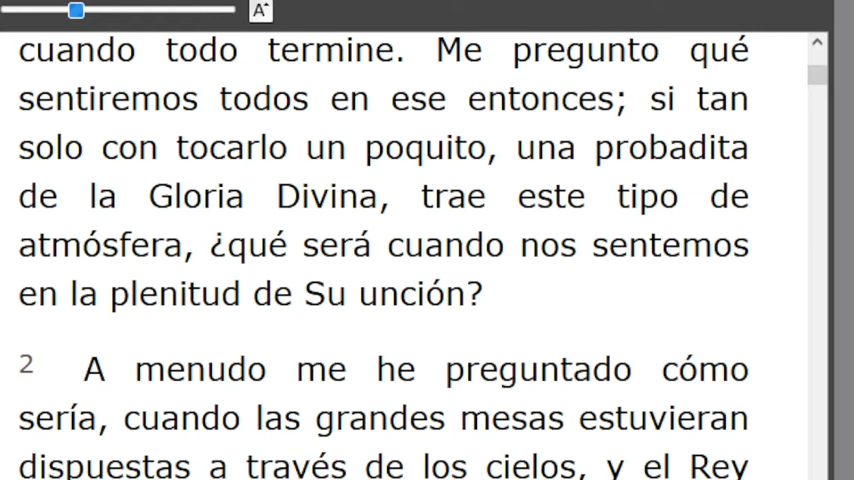 A
cuando todo termine. Me pregunto qué
sentiremos todos en ese entonces; si tan
solo con tocarlo un poquito, una probadita
de la Gloria Divina, trae este tipo de
atmósfera, ¿qué será cuando nos sentemos
en la plenitud de Su unción?
2 A menudo me he preguntado cómo
sería, cuando las grandes mesas estuvieran
dispuestas a través de los cielos, y el Rey